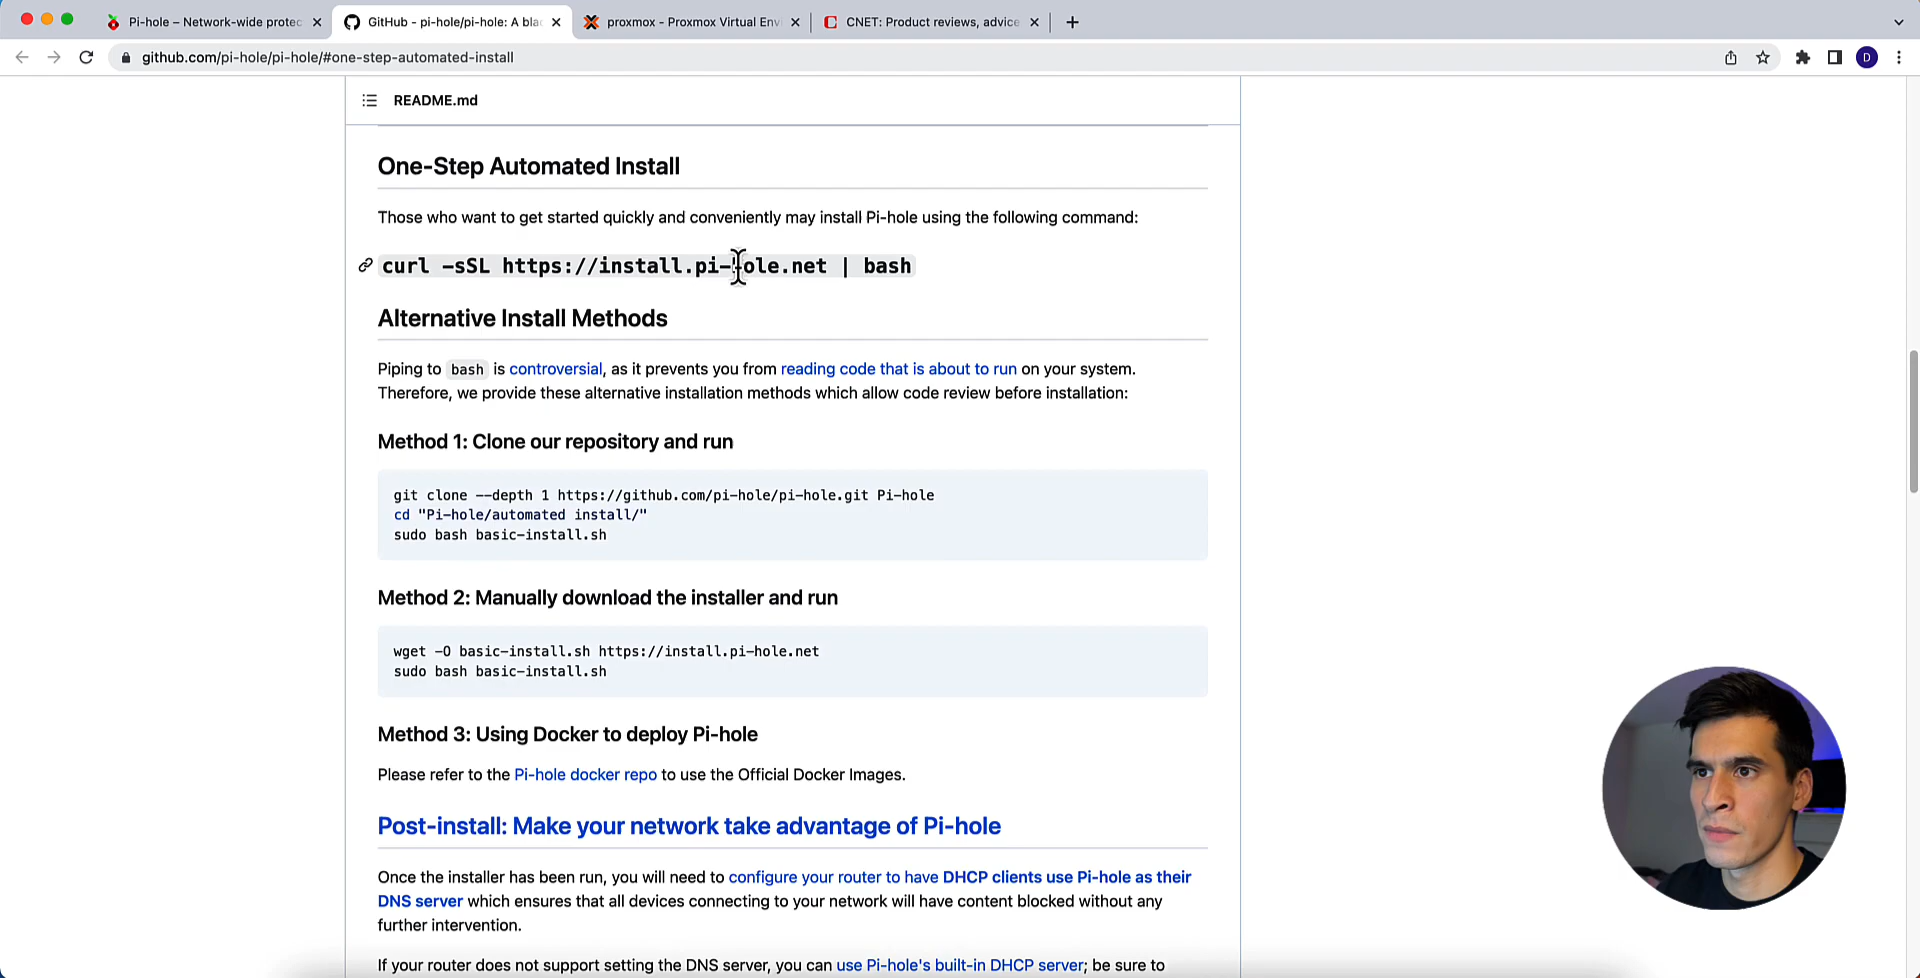 Pi-hole – Network-wide protec
GitHub - pi-hole/pi-hole: A bla
proxmox - Proxmox Virtual Envi
CNET: Product reviews, advice
github.com/pi-hole/pi-hole/#one-step-automated-install
D
README.md
One-Step Automated Install
Those who want to get started quickly and conveniently may install Pi-hole using the following command:
curl -sSL https://install.pi-hole.net | bash
Alternative Install Methods
Piping to bash is controversial, as it prevents you from reading code that is about to run on your system.
Therefore, we provide these alternative installation methods which allow code review before installation:
Method 1: Clone our repository and run
git clone --depth 1 https://github.com/pi-hole/pi-hole.git Pi-hole
cd "Pi-hole/automated install/"
sudo bash basic-install.sh
Method 2: Manually download the installer and run
wget -O basic-install.sh https://install.pi-hole.net
sudo bash basic-install.sh
Method 3: Using Docker to deploy Pi-hole
Please refer to the Pi-hole docker repo to use the Official Docker Images.
Post-install: Make your network take advantage of Pi-hole
Once the installer has been run, you will need to configure your router to have DHCP clients use Pi-hole as their
DNS server which ensures that all devices connecting to your network will have content blocked without any
further intervention.
If your router does not support setting the DNS server, you can use Pi-hole's built-in DHCP server; be sure to